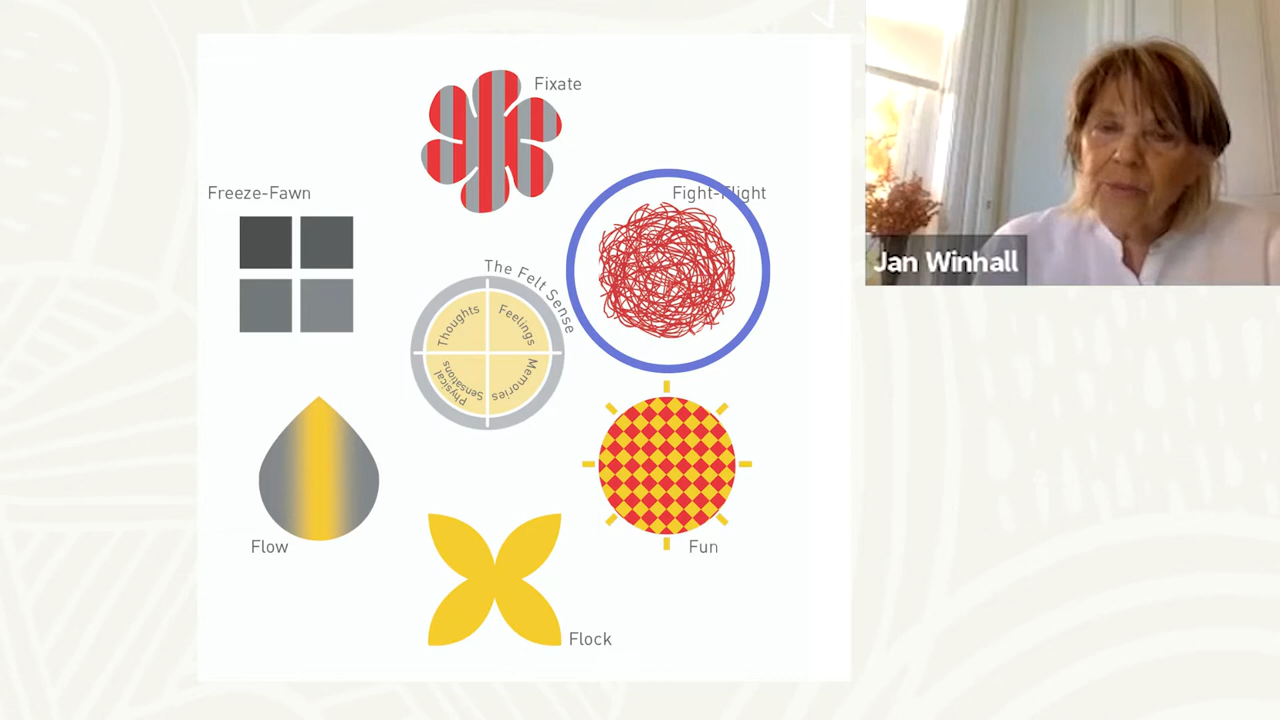 Fixate
Freeze-Fawn
Fight-Flight
The Felt Sense
Thoughts
Feelings
Physical
Sensations
Memories
Flow
Fun
Flock
Jan Winhall